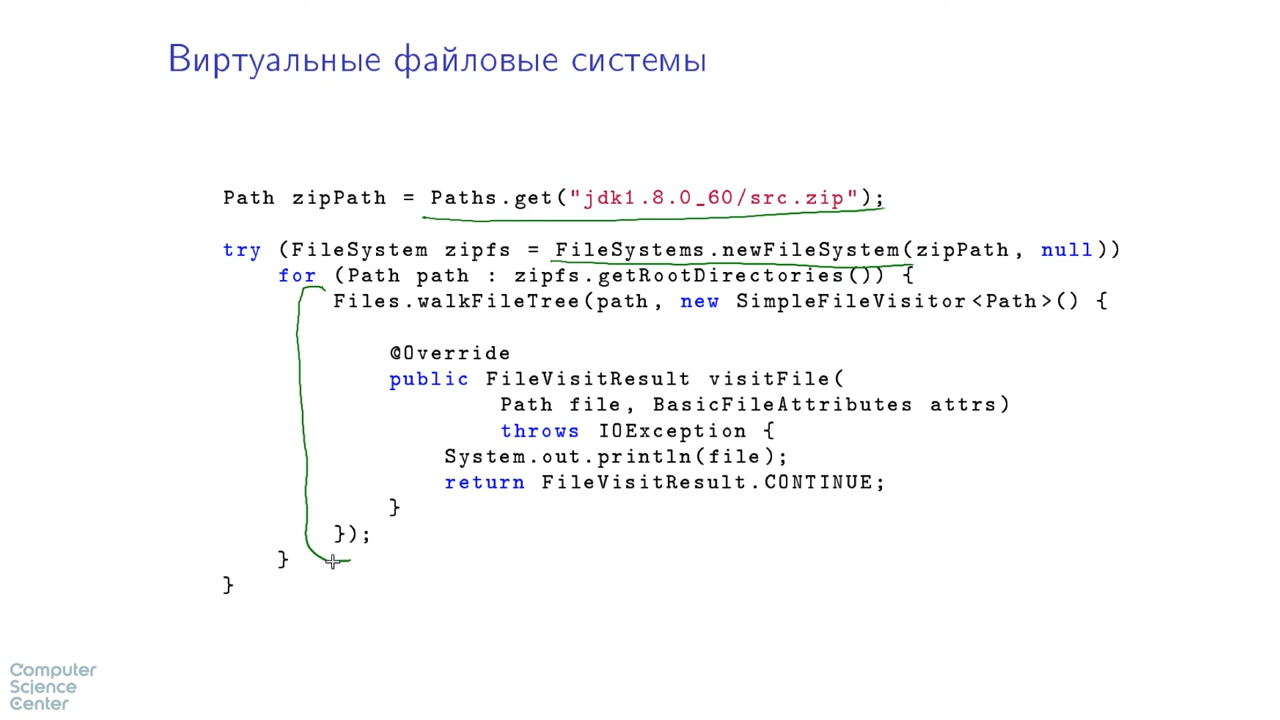 Виртуальные файловые системы
Path zipPath = Paths.get("jdk1.8.0_60/src.zip");
try (FileSystem zipfs = FileSystems.newFileSystem(zipPath, null))
for (Path path : zipfs.getRootDirectories()) {
Files.walkFileTree(path, new SimpleFileVisitor<Path>() {
@Override
public FileVisitResult visitFile(
Path file, BasicFileAttributes attrs)
throws IOException {
System.out.println(file);
return FileVisitResult.CONTINUE;
}
});
}
}
Computer
Science
Center